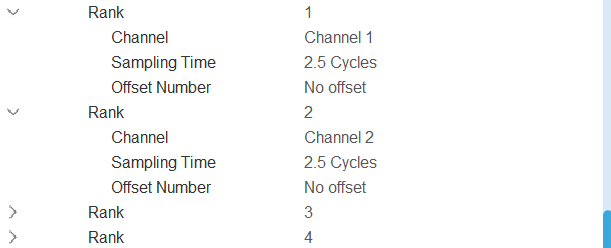 Rank 1
Channel Channel 1
Sampling Time 2.5 Cycles
Offset Number No offset
Rank 2
Channel Channel 2
Sampling Time 2.5 Cycles
Offset Number No offset
Rank 3
Rank 4